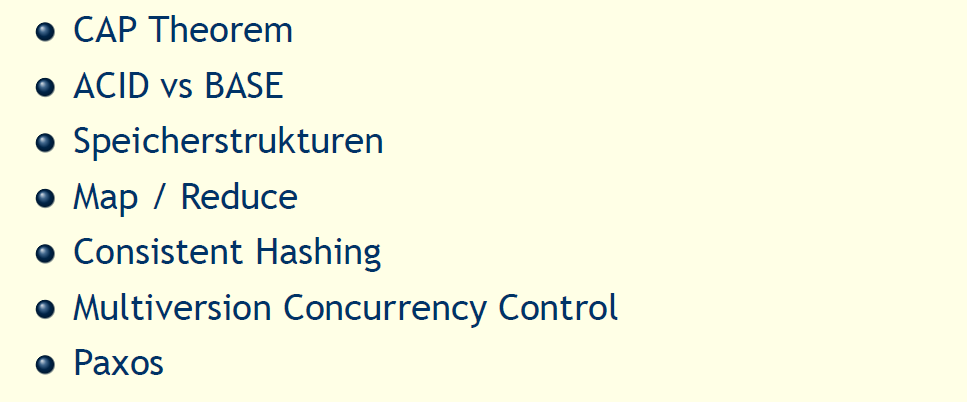 CAP Theorem
ACID vs BASE
Speicherstrukturen
Map / Reduce
Consistent Hashing
Multiversion Concurrency Control
Paxos